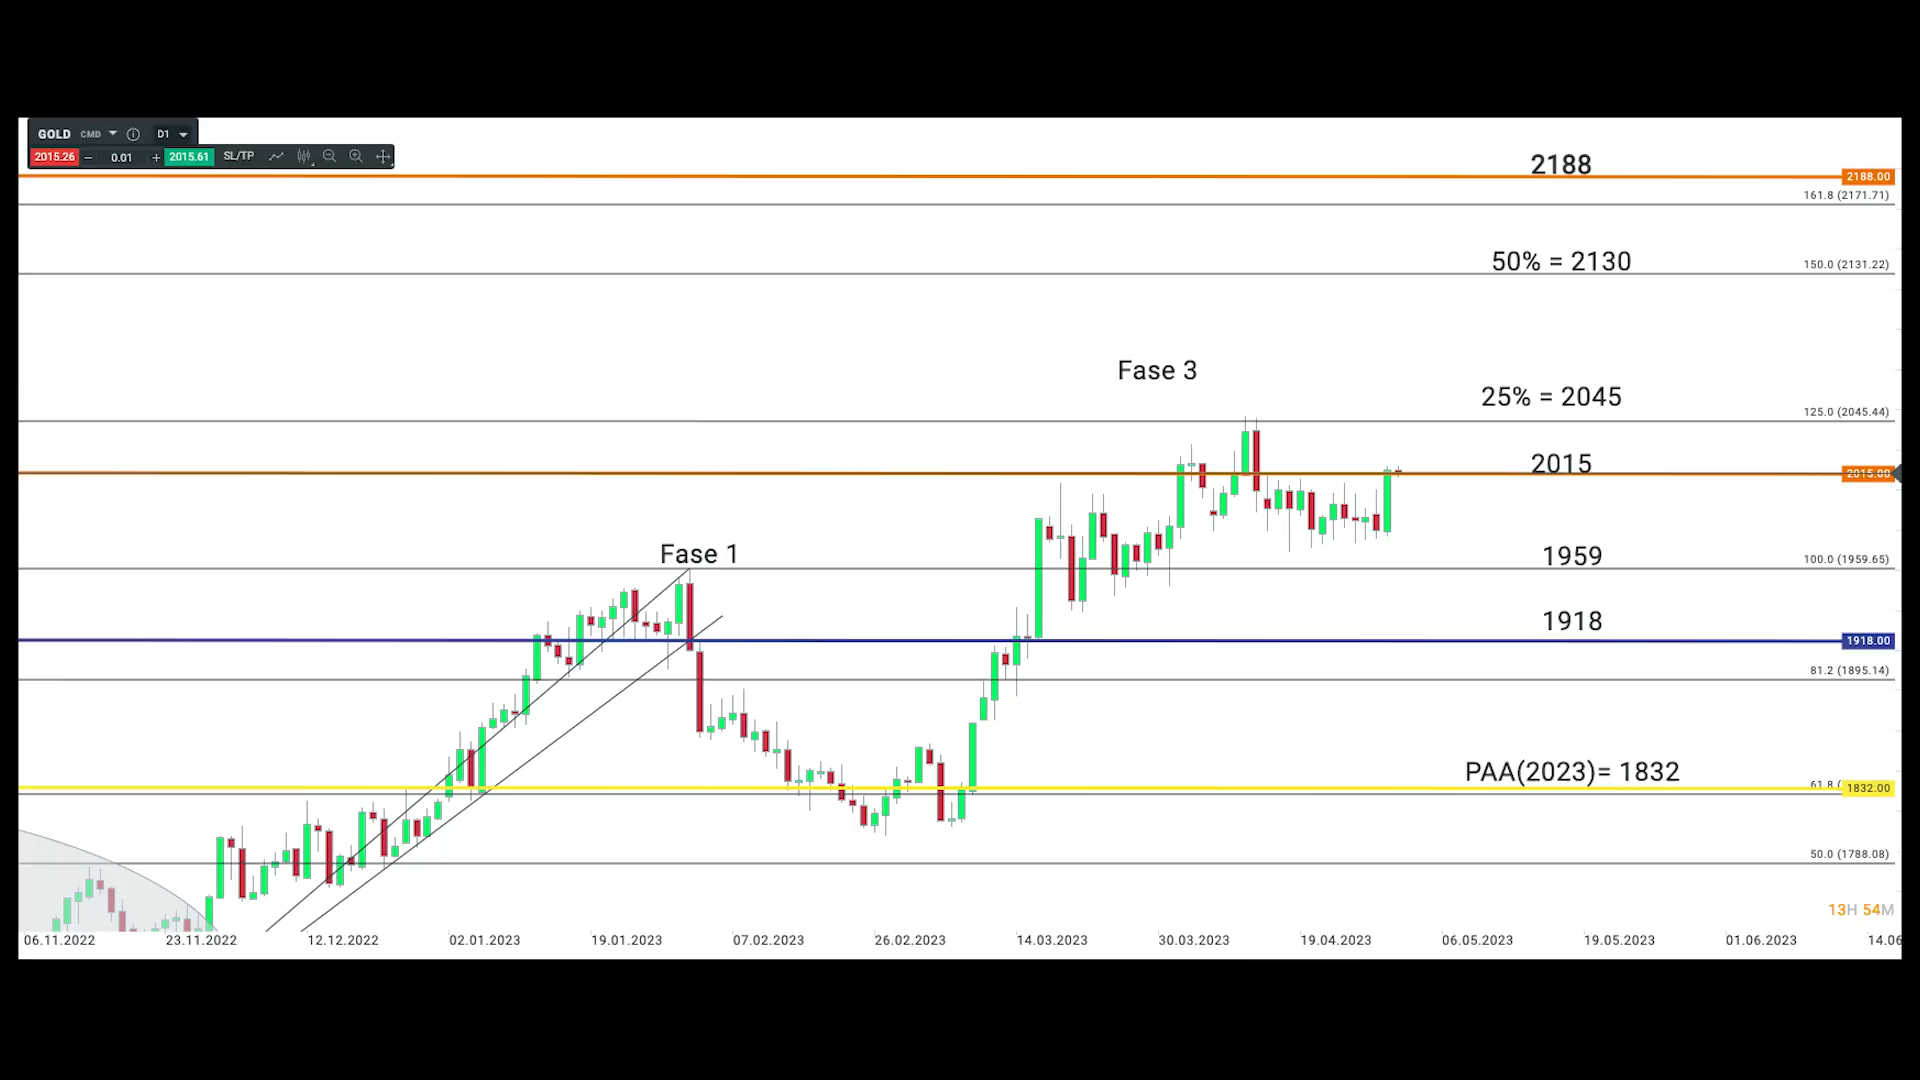 GOLD CMD D1
2015.26 − 0.01 + 2015.61 SL/TP
2188
2188.00
161.8 (2171.71)
50% = 2130
150.0 (2131.22)
Fase 3
25% = 2045
125.0 (2045.44)
2015
2015.00
Fase 1
1959
100.0 (1959.65)
1918
1918.00
81.2 (1895.14)
PAA(2023)= 1832
61.8
1832.00
50.0 (1788.08)
13H 54M
06.11.2022 23.11.2022 12.12.2022 02.01.2023 19.01.2023 07.02.2023 26.02.2023 14.03.2023 30.03.2023 19.04.2023 06.05.2023 19.05.2023 01.06.2023 14.06